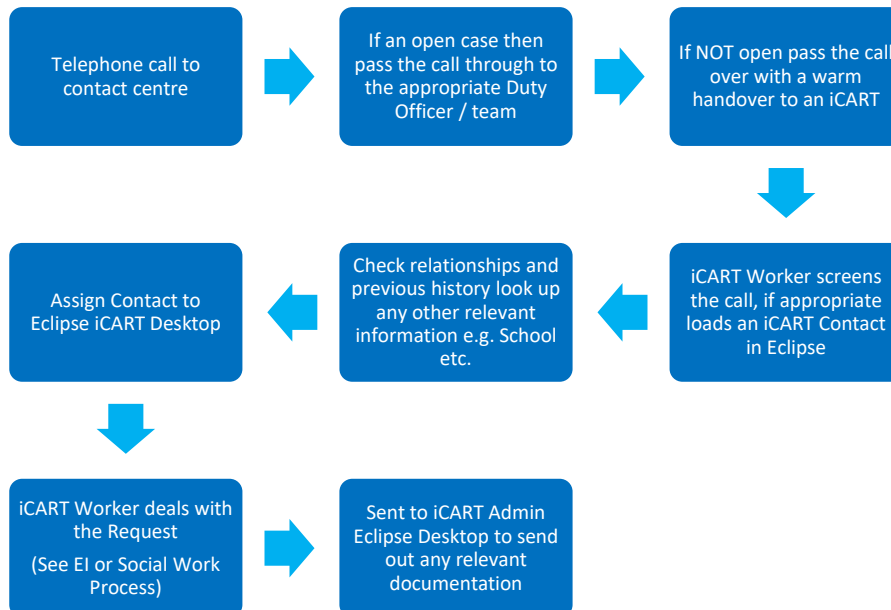 Telephone call to
contact centre
If an open case then
pass the call through to
the appropriate Duty
Officer / team
If NOT open pass the call
over with a warm
handover to an iCART
iCART Worker screens
the call, if appropriate
loads an iCART Contact
in Eclipse
Check relationships and
previous history look up
any other relevant
information e.g. School
etc.
Assign Contact to
Eclipse iCART Desktop
iCART Worker deals with
the Request
(See EI or Social Work
Process)
Sent to iCART Admin
Eclipse Desktop to send
out any relevant
documentation